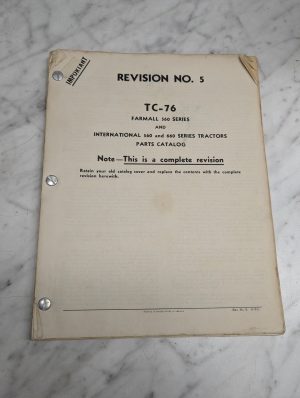 IMPORTANT
REVISION NO. 5
TC-76
FARMALL 560 SERIES
AND
INTERNATIONAL 560 and 660 SERIES TRACTORS
PARTS CATALOG
Note—This is a complete revision
Retain your old catalog cover and replace the contents with the complete
revision herewith.